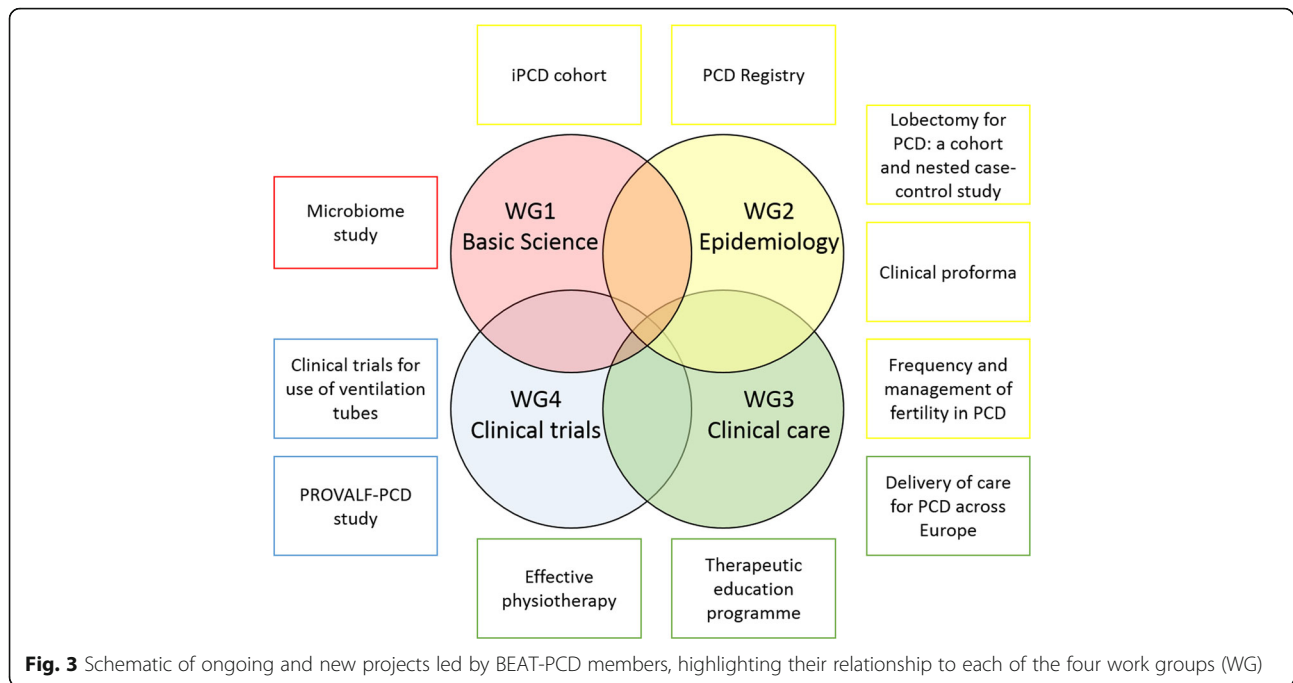 iPCD cohort
PCD Registry
Lobectomy for
PCD: a cohort
and nested case-
control study
Microbiome
study
WG1
Basic Science
WG2
Epidemiology
Clinical proforma
Clinical trials for
use of ventilation
tubes
WG4
Clinical trials
WG3
Clinical care
Frequency and
management of
fertility in PCD
PROVALF-PCD
study
Delivery of care
for PCD across
Europe
Effective
physiotherapy
Therapeutic
education
programme
Fig. 3 Schematic of ongoing and new projects led by BEAT-PCD members, highlighting their relationship to each of the four work groups (WG)